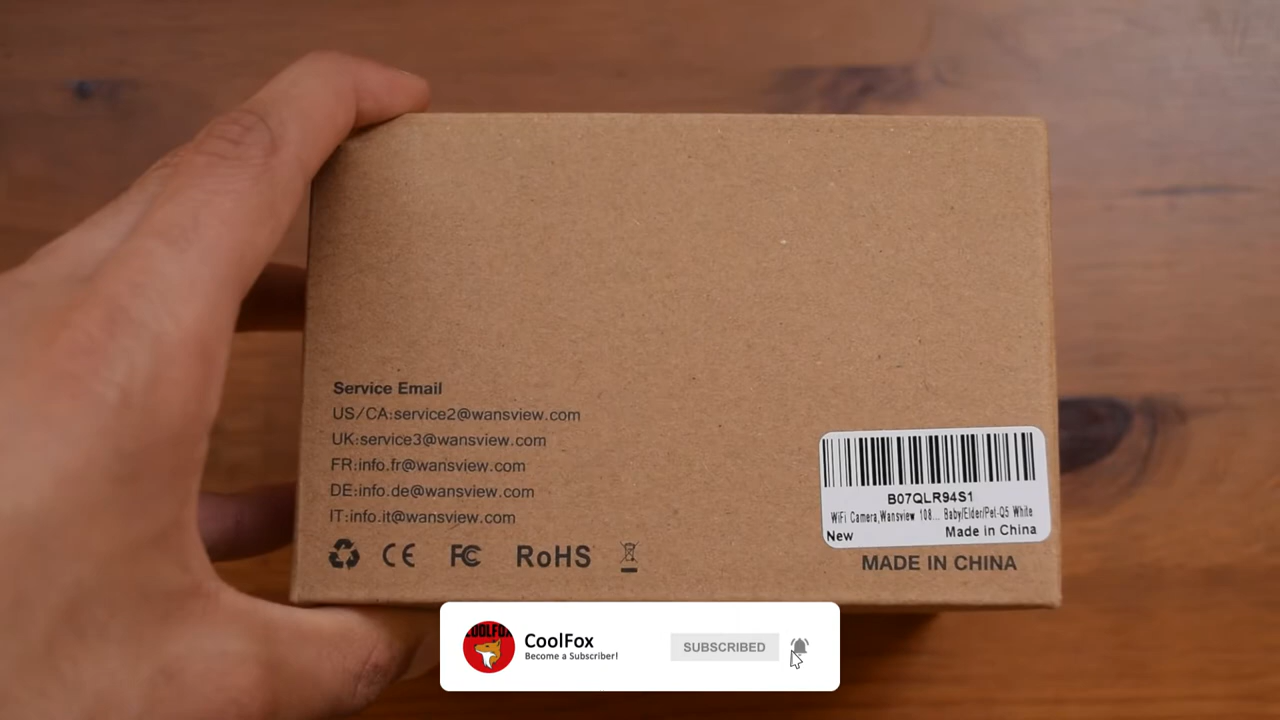 Service Email
US/CA:service2@wansview.com
UK:service3@wansview.com
FR:info.fr@wansview.com
DE:info.de@wansview.com
IT:info.it@wansview.com
CE FC RoHS
B07QLR94S1
WiFi Camera,Wansview 108... Baby/Elder/Pet-Q5 White
New Made in China
MADE IN CHINA
COOLFOX
CoolFox
Become a Subscriber!
SUBSCRIBED